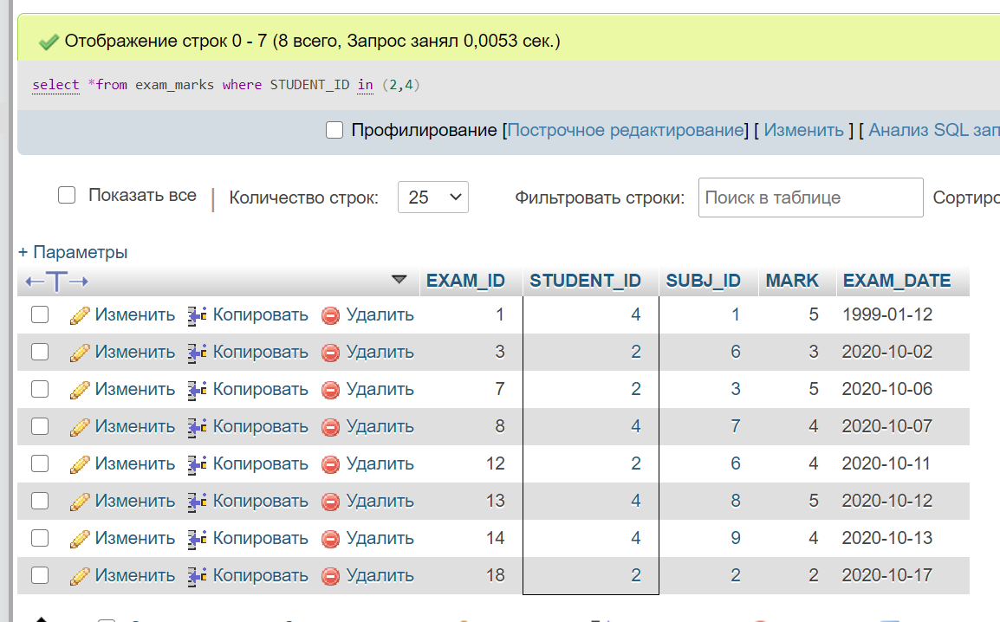 Отображение строк 0 - 7 (8 всего, Запрос занял 0,0053 сек.)
select *from exam_marks where STUDENT_ID in (2,4)
Профилирование [Построчное редактирование] [ Изменить ] [ Анализ SQL зап
Показать все | Количество строк: 25 Фильтровать строки: Поиск в таблице Сортиро
+ Параметры
←T→ EXAM_ID STUDENT_ID SUBJ_ID MARK EXAM_DATE
Изменить Копировать Удалить 1 4 1 5 1999-01-12
Изменить Копировать Удалить 3 2 6 3 2020-10-02
Изменить Копировать Удалить 7 2 3 5 2020-10-06
Изменить Копировать Удалить 8 4 7 4 2020-10-07
Изменить Копировать Удалить 12 2 6 4 2020-10-11
Изменить Копировать Удалить 13 4 8 5 2020-10-12
Изменить Копировать Удалить 14 4 9 4 2020-10-13
Изменить Копировать Удалить 18 2 2 2 2020-10-17